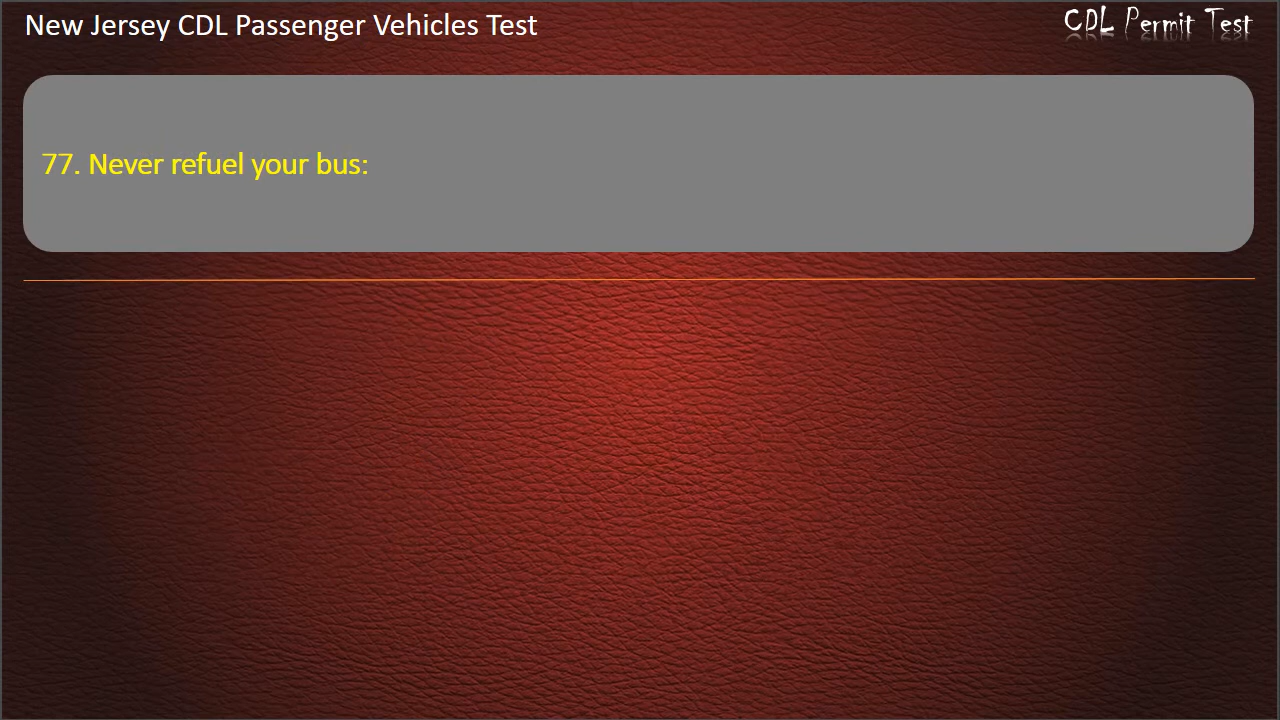 New Jersey CDL Passenger Vehicles Test
CDL Permit Test
77. Never refuel your bus: